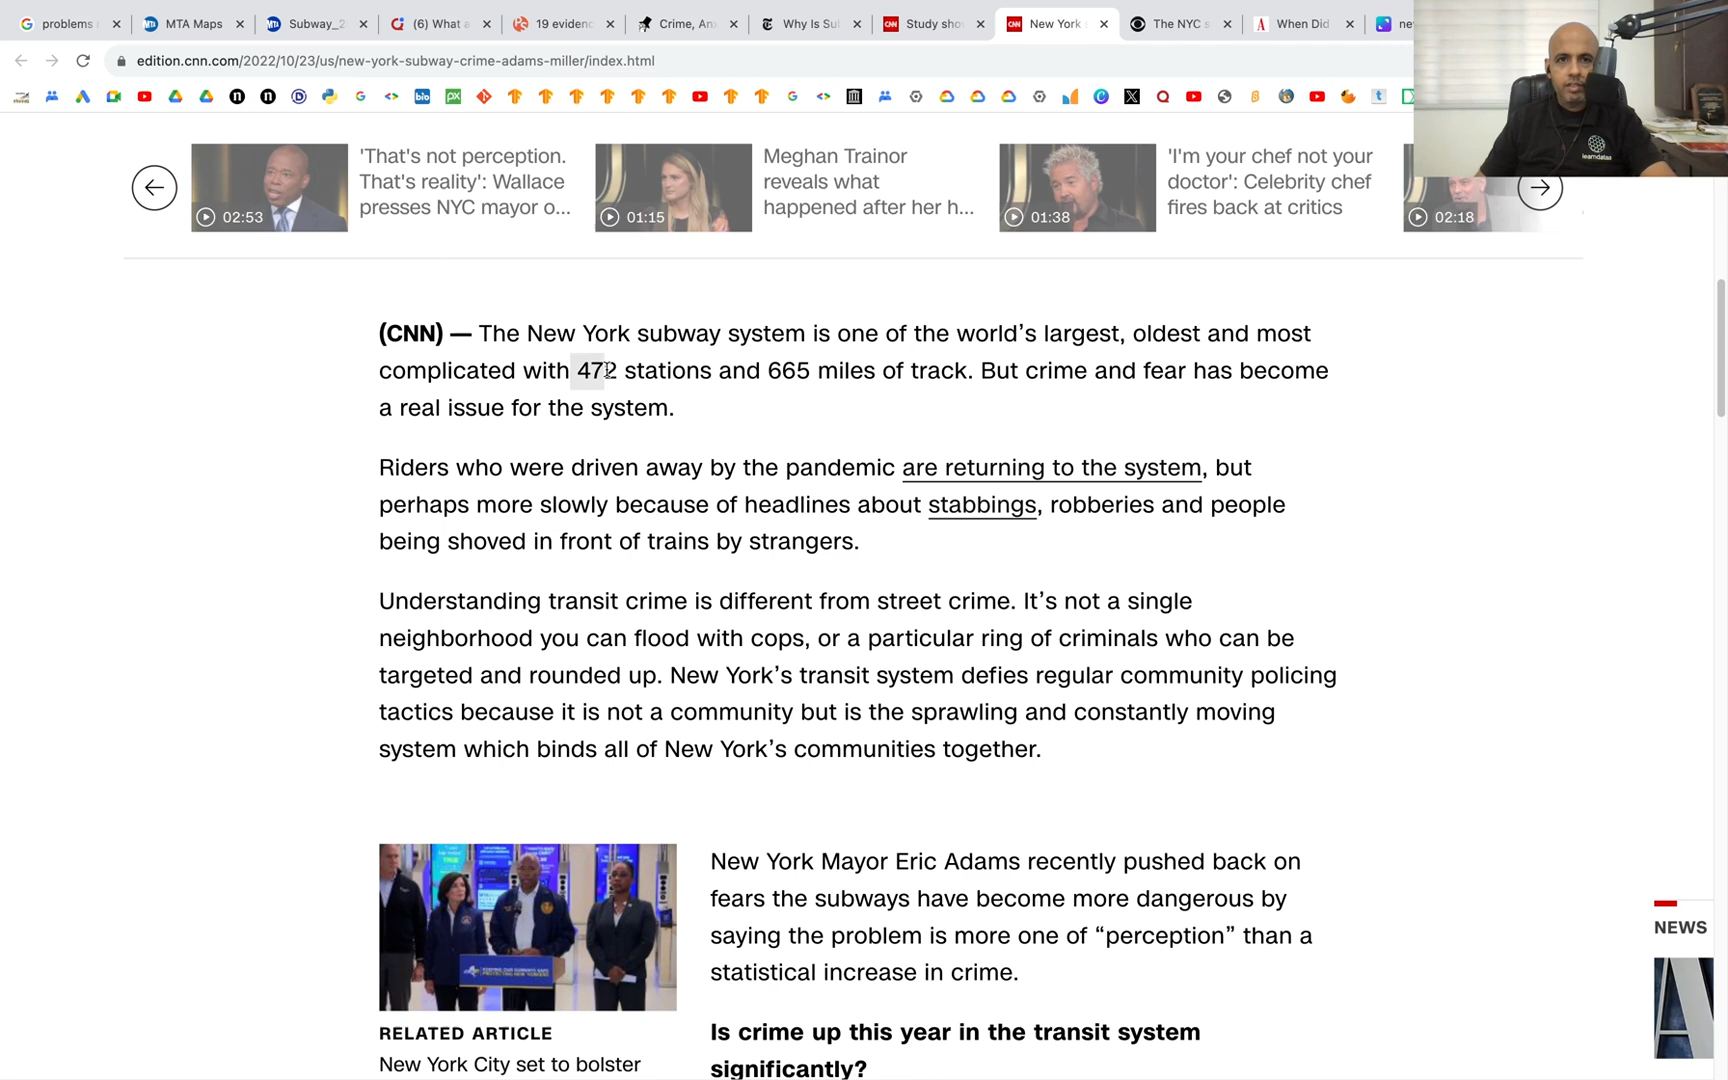 problems
MTA Maps
Subway_2
(6) What a
19 eviden
Crime, An
Why Is Su
Study sho
New York
The NYC s
When Did
ne
edition.cnn.com/2022/10/23/us/new-york-subway-crime-adams-miller/index.html
'That's not perception.
That's reality': Wallace
presses NYC mayor o...
02:53
Meghan Trainor
reveals what
happened after her h...
01:15
'I'm your chef not your
doctor': Celebrity chef
fires back at critics
01:38
02:18
learndataa
(CNN) — The New York subway system is one of the world's largest, oldest and most
complicated with 472 stations and 665 miles of track. But crime and fear has become
a real issue for the system.
Riders who were driven away by the pandemic are returning to the system, but
perhaps more slowly because of headlines about stabbings, robberies and people
being shoved in front of trains by strangers.
Understanding transit crime is different from street crime. It's not a single
neighborhood you can flood with cops, or a particular ring of criminals who can be
targeted and rounded up. New York's transit system defies regular community policing
tactics because it is not a community but is the sprawling and constantly moving
system which binds all of New York's communities together.
New York Mayor Eric Adams recently pushed back on
fears the subways have become more dangerous by
saying the problem is more one of “perception” than a
statistical increase in crime.
Is crime up this year in the transit system
significantly?
RELATED ARTICLE
New York City set to bolster
NEWS